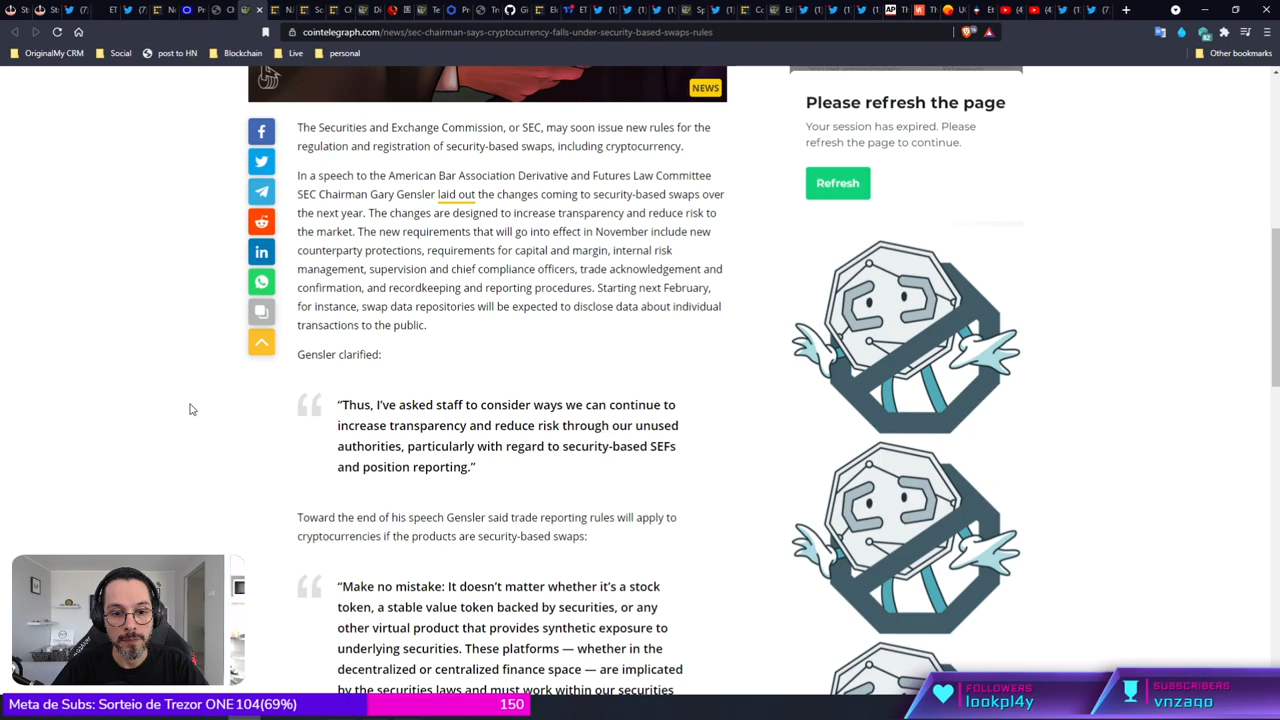 cointelegraph.com/news/sec-chairman-says-cryptocurrency-falls-under-security-based-swaps-rules
OriginalMy CRM
Social
post to HN
Blockchain
Live
personal
Other bookmarks
NEWS
The Securities and Exchange Commission, or SEC, may soon issue new rules for the
regulation and registration of security-based swaps, including cryptocurrency.
In a speech to the American Bar Association Derivative and Futures Law Committee
SEC Chairman Gary Gensler laid out the changes coming to security-based swaps over
the next year. The changes are designed to increase transparency and reduce risk to
the market. The new requirements that will go into effect in November include new
counterparty protections, requirements for capital and margin, internal risk
management, supervision and chief compliance officers, trade acknowledgement and
confirmation, and recordkeeping and reporting procedures. Starting next February,
for instance, swap data repositories will be expected to disclose data about individual
transactions to the public.
Gensler clarified:
“Thus, I’ve asked staff to consider ways we can continue to
increase transparency and reduce risk through our unused
authorities, particularly with regard to security-based SEFs
and position reporting.”
Toward the end of his speech Gensler said trade reporting rules will apply to
cryptocurrencies if the products are security-based swaps:
“Make no mistake: It doesn’t matter whether it’s a stock
token, a stable value token backed by securities, or any
other virtual product that provides synthetic exposure to
underlying securities. These platforms — whether in the
decentralized or centralized finance space — are implicated
by the securities laws and must work within our securities
Please refresh the page
Your session has expired. Please
refresh the page to continue.
Refresh
Meta de Subs: Sorteio de Trezor ONE 104(69%)
150
FOLLOWERS
lookpl4y
SUBSCRIBERS
vnzago